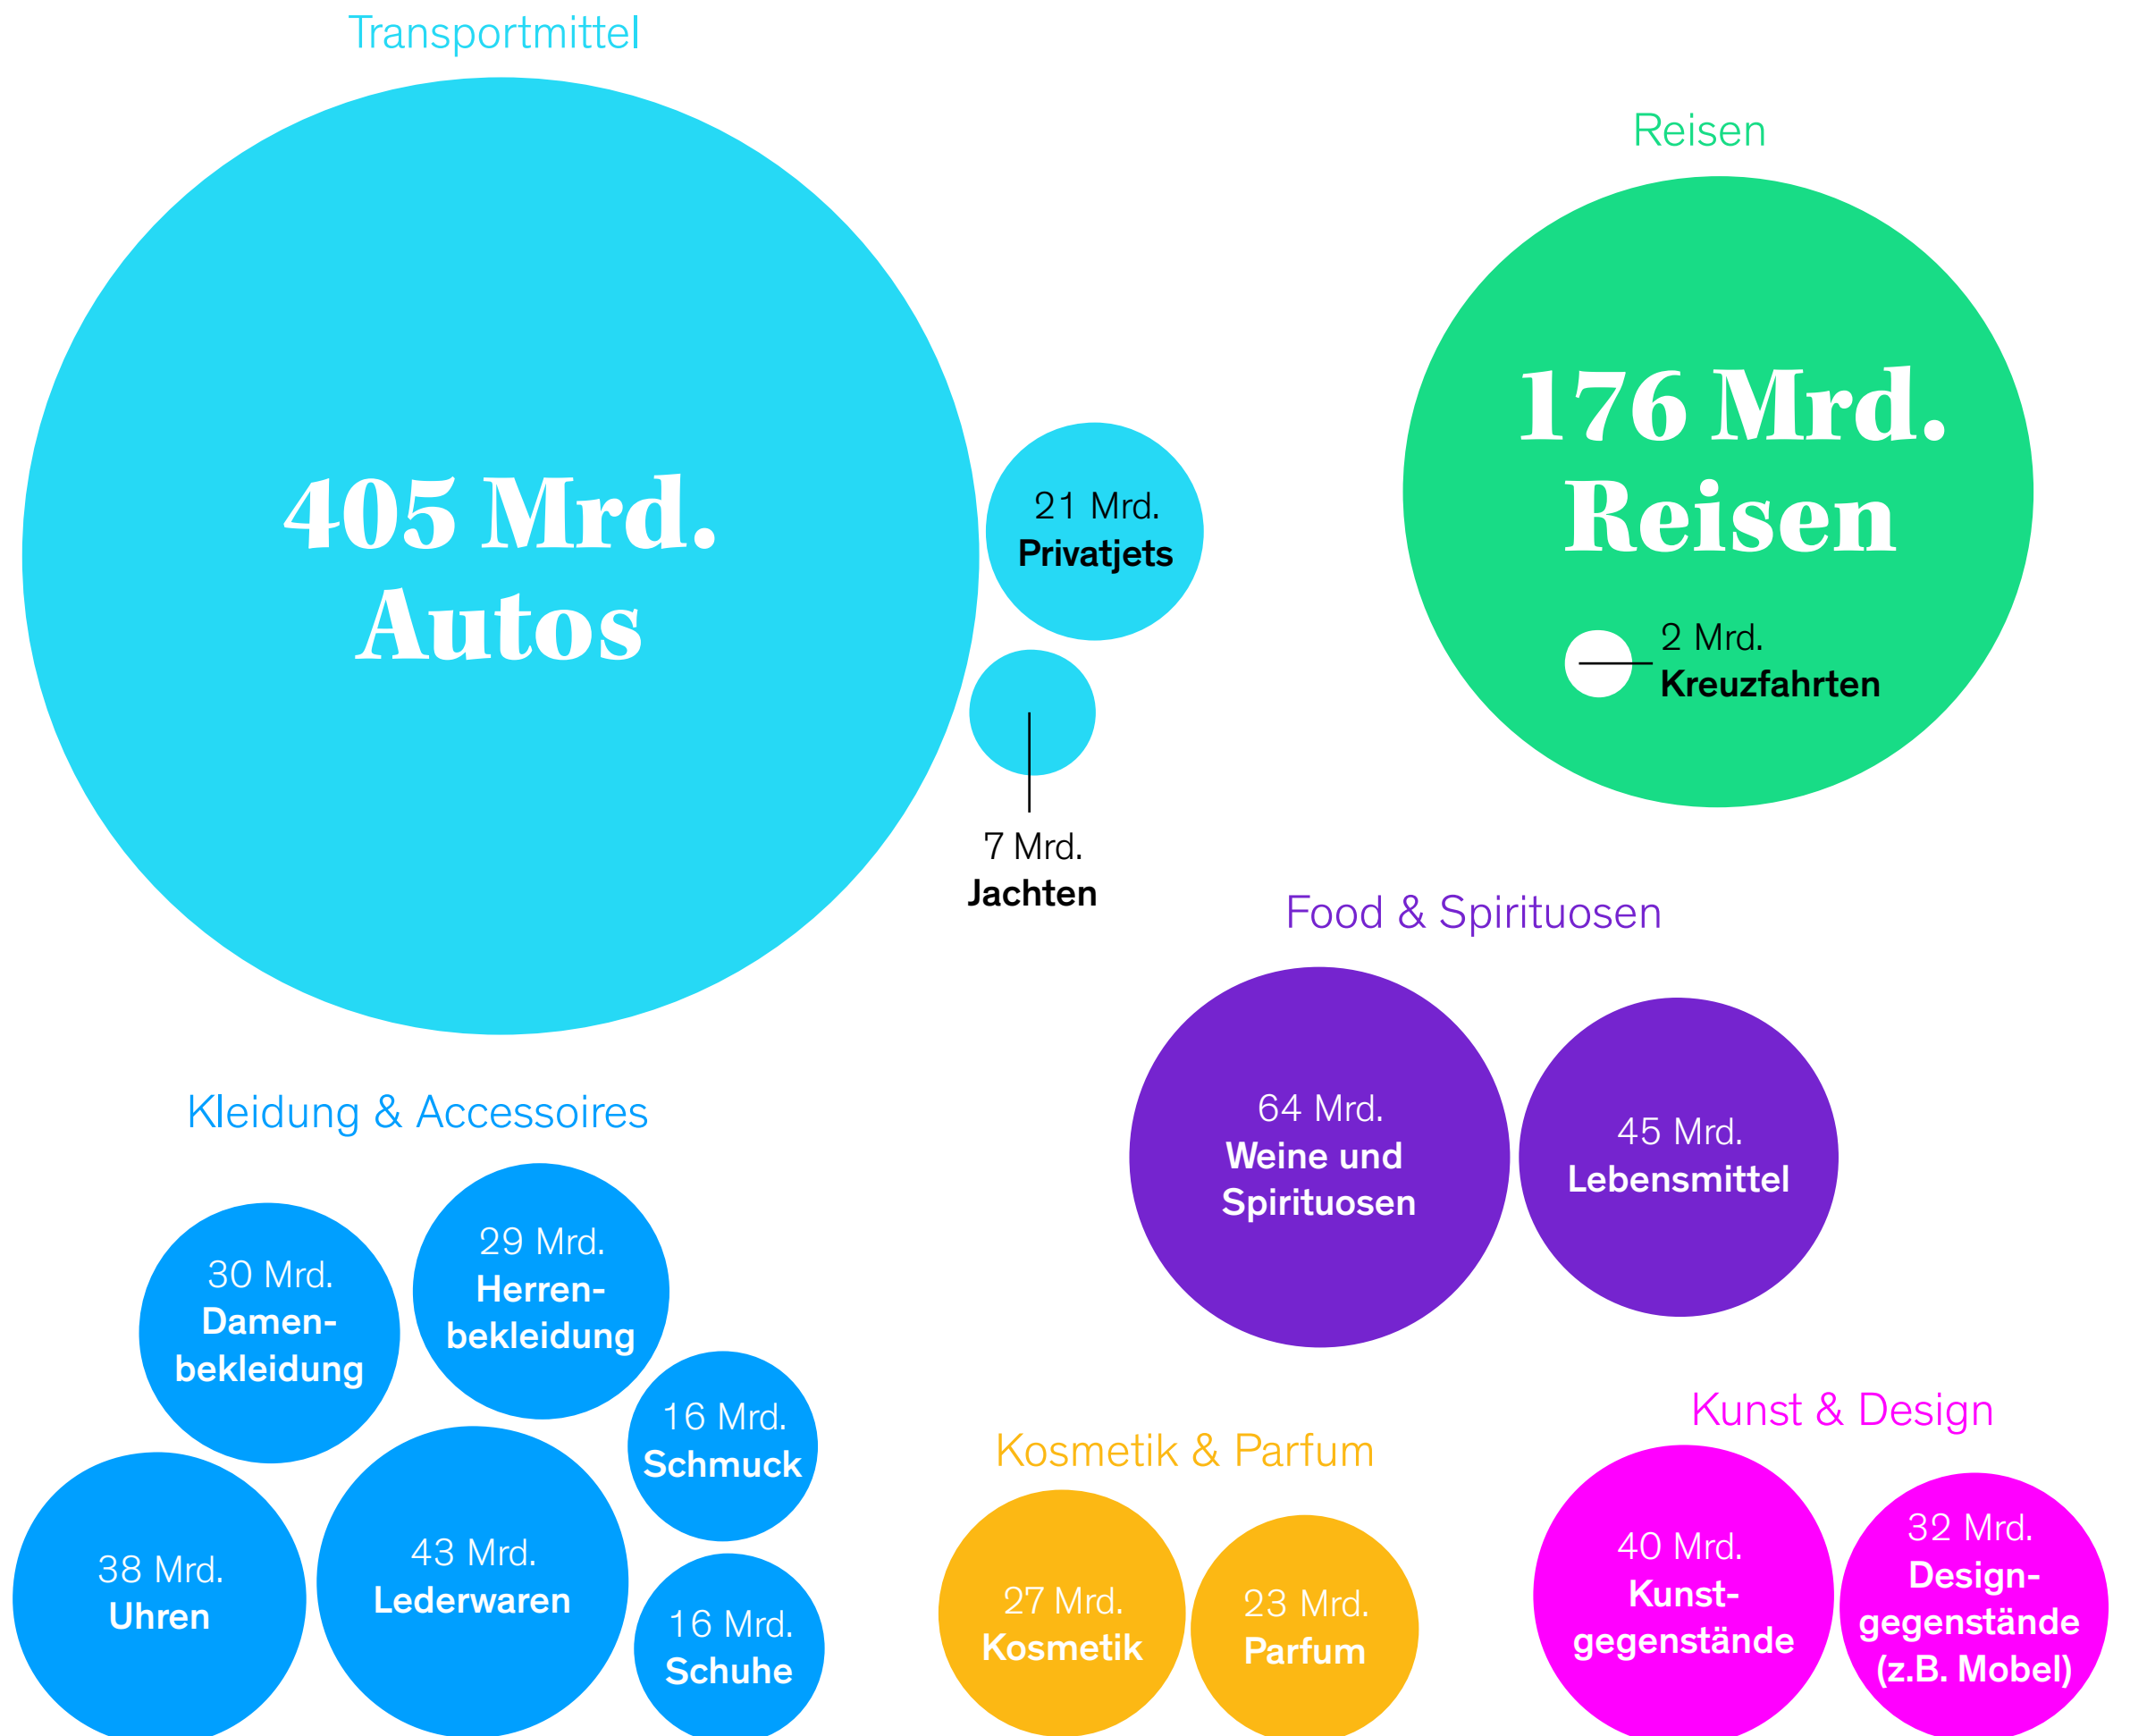 Transportmittel
405 Mrd.
Autos
21 Mrd.
Privatjets
7 Mrd.
Jachten
Reisen
176 Mrd.
Reisen
2 Mrd.
Kreuzfahrten
Food & Spirituosen
64 Mrd.
Weine und
Spirituosen
45 Mrd.
Lebensmittel
Kleidung & Accessoires
30 Mrd.
Damen-
bekleidung
29 Mrd.
Herren-
bekleidung
16 Mrd.
Schmuck
38 Mrd.
Uhren
43 Mrd.
Lederwaren
16 Mrd.
Schuhe
Kosmetik & Parfum
27 Mrd.
Kosmetik
23 Mrd.
Parfum
Kunst & Design
40 Mrd.
Kunst-
gegenstände
32 Mrd.
Design-
gegenstände
(z.B. Mobel)